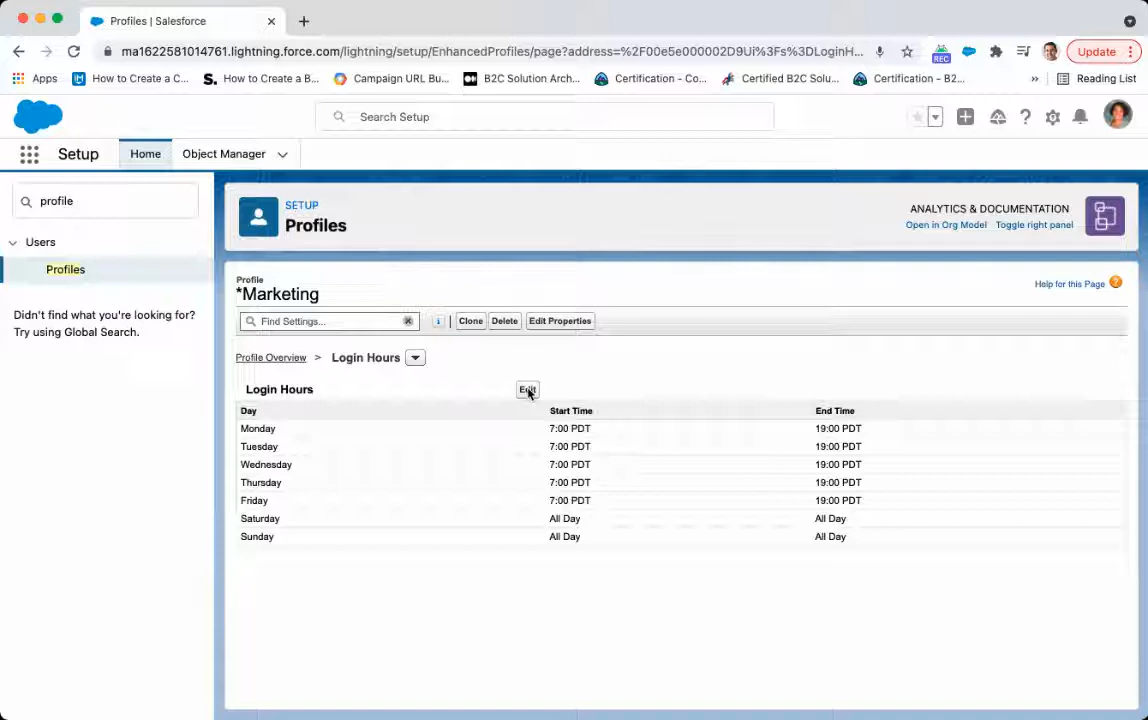 Profiles | Salesforce
ma1622581014761.lightning.force.com/lightning/setup/EnhancedProfiles/page?address=%2F00e5e000002D9Ui%3Fs%3DLoginH...
REC
Update
Apps
How to Create a C...
How to Create a B...
Campaign URL Bu...
B2C Solution Arch...
Certification - Co...
Certified B2C Solu...
Certification - B2...
»
Reading List
Search Setup
Setup
Home
Object Manager
profile
Users
Profiles
Didn't find what you're looking for?
Try using Global Search.
SETUP
Profiles
ANALYTICS & DOCUMENTATION
Open in Org Model Toggle right panel
Profile
*Marketing
Help for this Page ?
Find Settings...
i | Clone Delete Edit Properties
Profile Overview > Login Hours
Login Hours Edit
Day Start Time End Time
Monday 7:00 PDT 19:00 PDT
Tuesday 7:00 PDT 19:00 PDT
Wednesday 7:00 PDT 19:00 PDT
Thursday 7:00 PDT 19:00 PDT
Friday 7:00 PDT 19:00 PDT
Saturday All Day All Day
Sunday All Day All Day